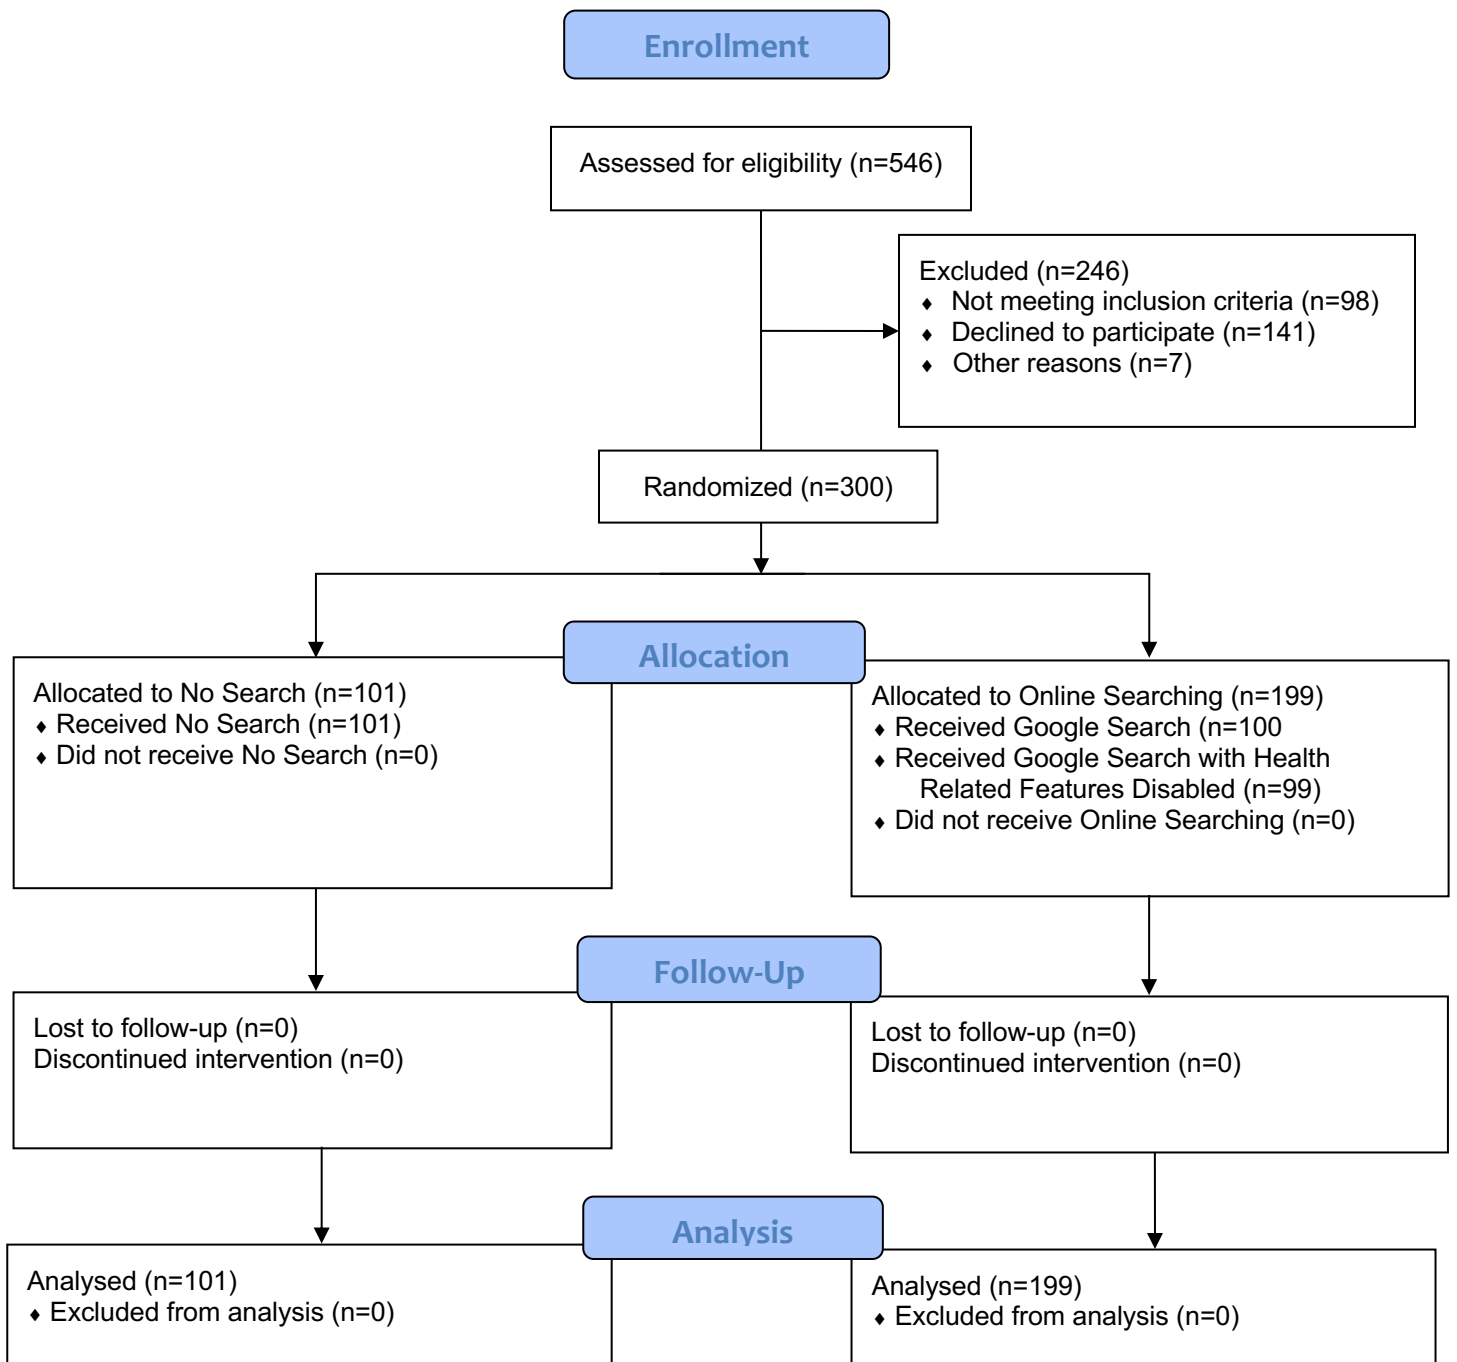 Enrollment
Assessed for eligibility (n=546)
Excluded (n=246)
♦ Not meeting inclusion criteria (n=98)
♦ Declined to participate (n=141)
♦ Other reasons (n=7)
Randomized (n=300)
Allocation
Allocated to No Search (n=101)
♦ Received No Search (n=101)
♦ Did not receive No Search (n=0)
Allocated to Online Searching (n=199)
♦ Received Google Search (n=100
♦ Received Google Search with Health
Related Features Disabled (n=99)
♦ Did not receive Online Searching (n=0)
Follow-Up
Lost to follow-up (n=0)
Discontinued intervention (n=0)
Lost to follow-up (n=0)
Discontinued intervention (n=0)
Analysis
Analysed (n=101)
♦ Excluded from analysis (n=0)
Analysed (n=199)
♦ Excluded from analysis (n=0)